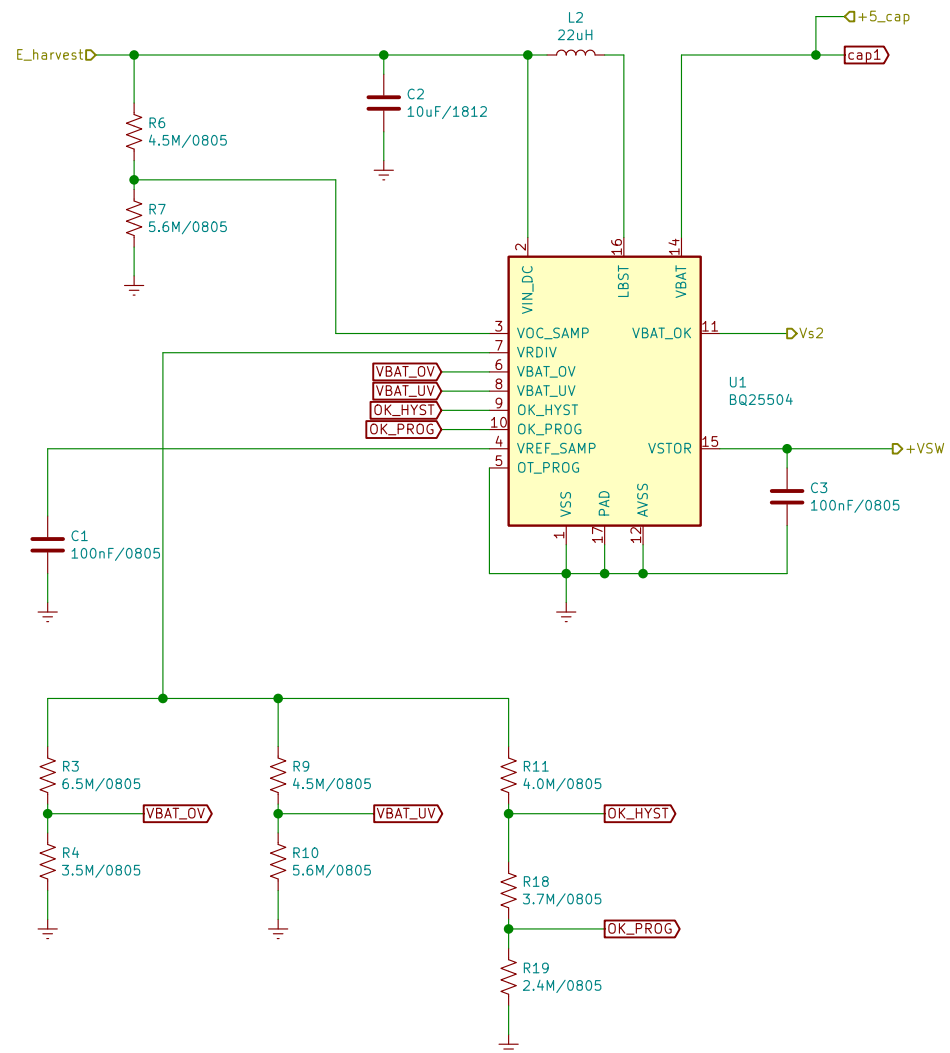 L2
22uH
+5_cap
E_harvest
cap1
C2
10uF/1812
R6
4.5M/0805
R7
5.6M/0805
2
16
14
VIN_DC
LBST
VBAT
3
VOC_SAMP
VBAT_OK
11
Vs2
7
VRDIV
VBAT_OV
6
VBAT_OV
VBAT_UV
8
VBAT_UV
U1
BQ25504
OK_HYST
9
OK_HYST
OK_PROG
10
OK_PROG
4
VREF_SAMP
VSTOR
15
+VSW
5
OT_PROG
C3
100nF/0805
VSS
PAD
AVSS
1
17
12
C1
100nF/0805
R3
6.5M/0805
R9
4.5M/0805
R11
4.0M/0805
VBAT_OV
VBAT_UV
OK_HYST
R4
3.5M/0805
R10
5.6M/0805
R18
3.7M/0805
OK_PROG
R19
2.4M/0805